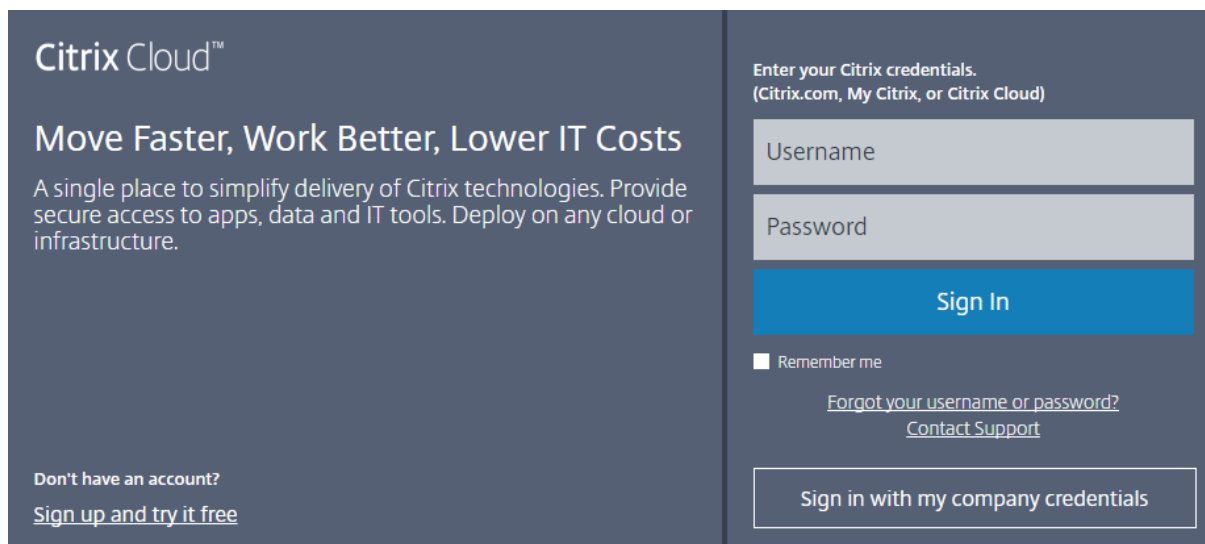 Citrix Cloud™
Move Faster, Work Better, Lower IT Costs
A single place to simplify delivery of Citrix technologies. Provide
secure access to apps, data and IT tools. Deploy on any cloud or
infrastructure.
Don't have an account?
Sign up and try it free
Enter your Citrix credentials.
(Citrix.com, My Citrix, or Citrix Cloud)
Username
Password
Sign In
Remember me
Forgot your username or password?
Contact Support
Sign in with my company credentials